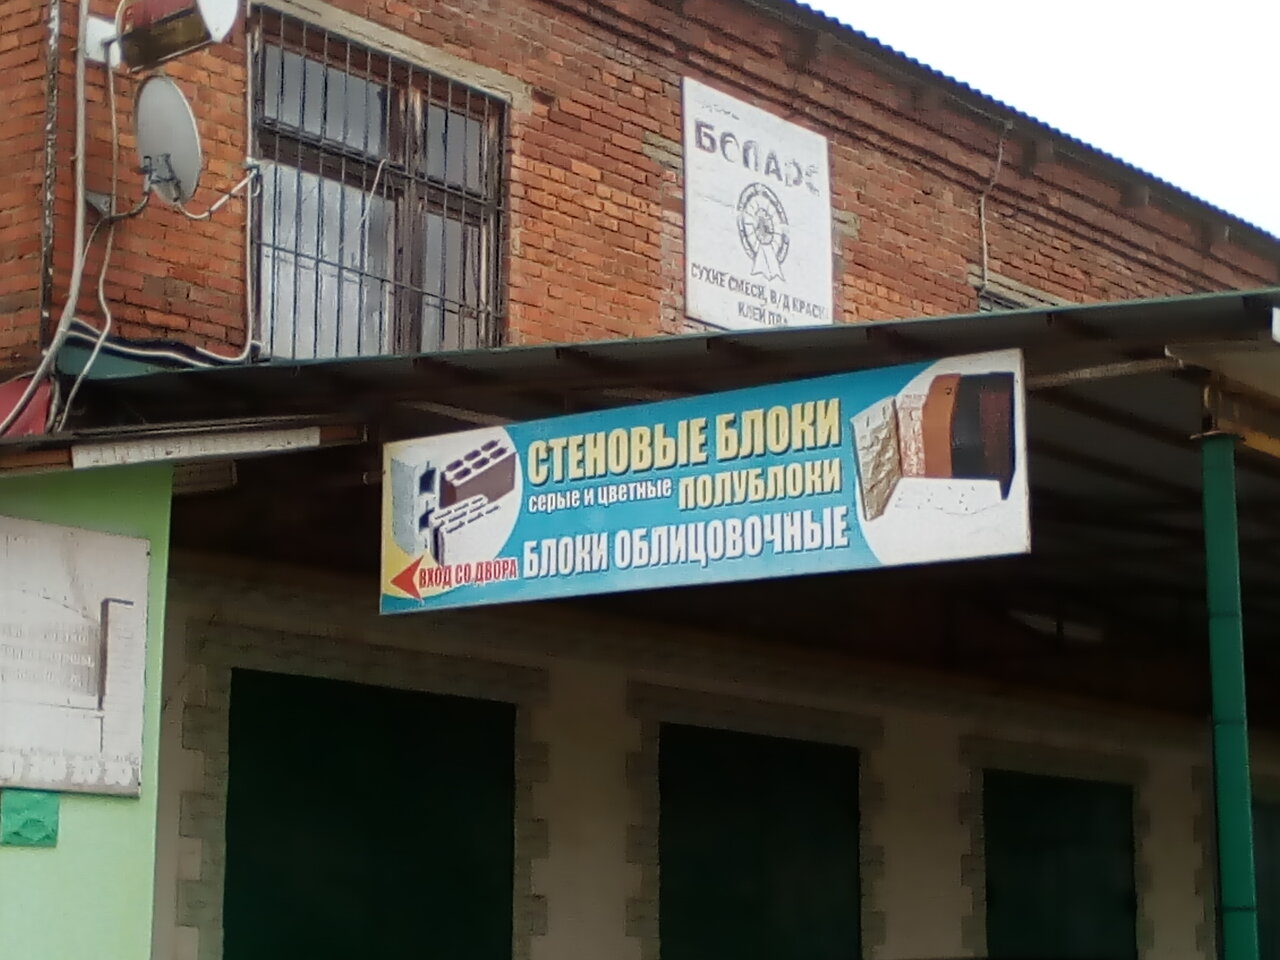 БОЛАРС
СУХИЕ СМЕСИ, В/Д КРАСКИ
КЛЕЙ ПВА
СТЕНОВЫЕ БЛОКИ
серые и цветные ПОЛУБЛОКИ
БЛОКИ ОБЛИЦОВОЧНЫЕ
ВХОД СО ДВОРА